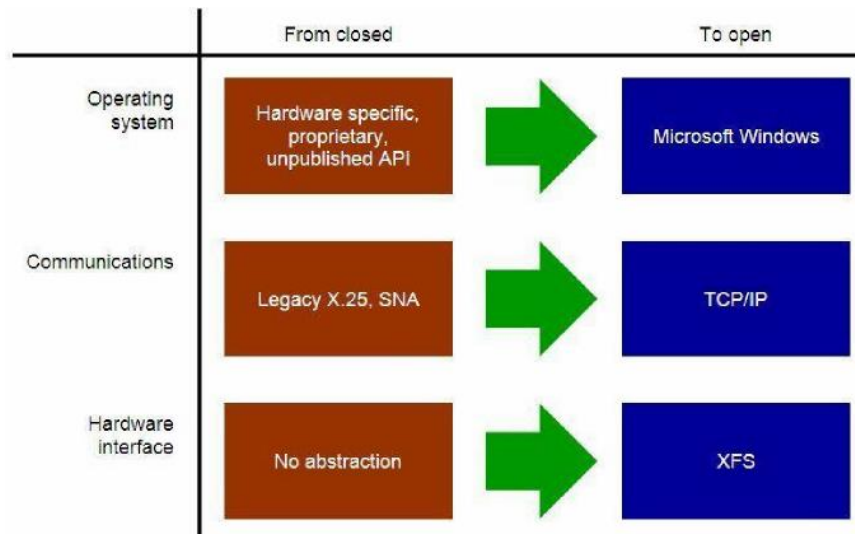 From closed
To open
Operating
system
Hardware specific,
proprietary,
unpublished API
Microsoft Windows
Communications
Legacy X.25, SNA
TCP/IP
Hardware
interface
No abstraction
XFS